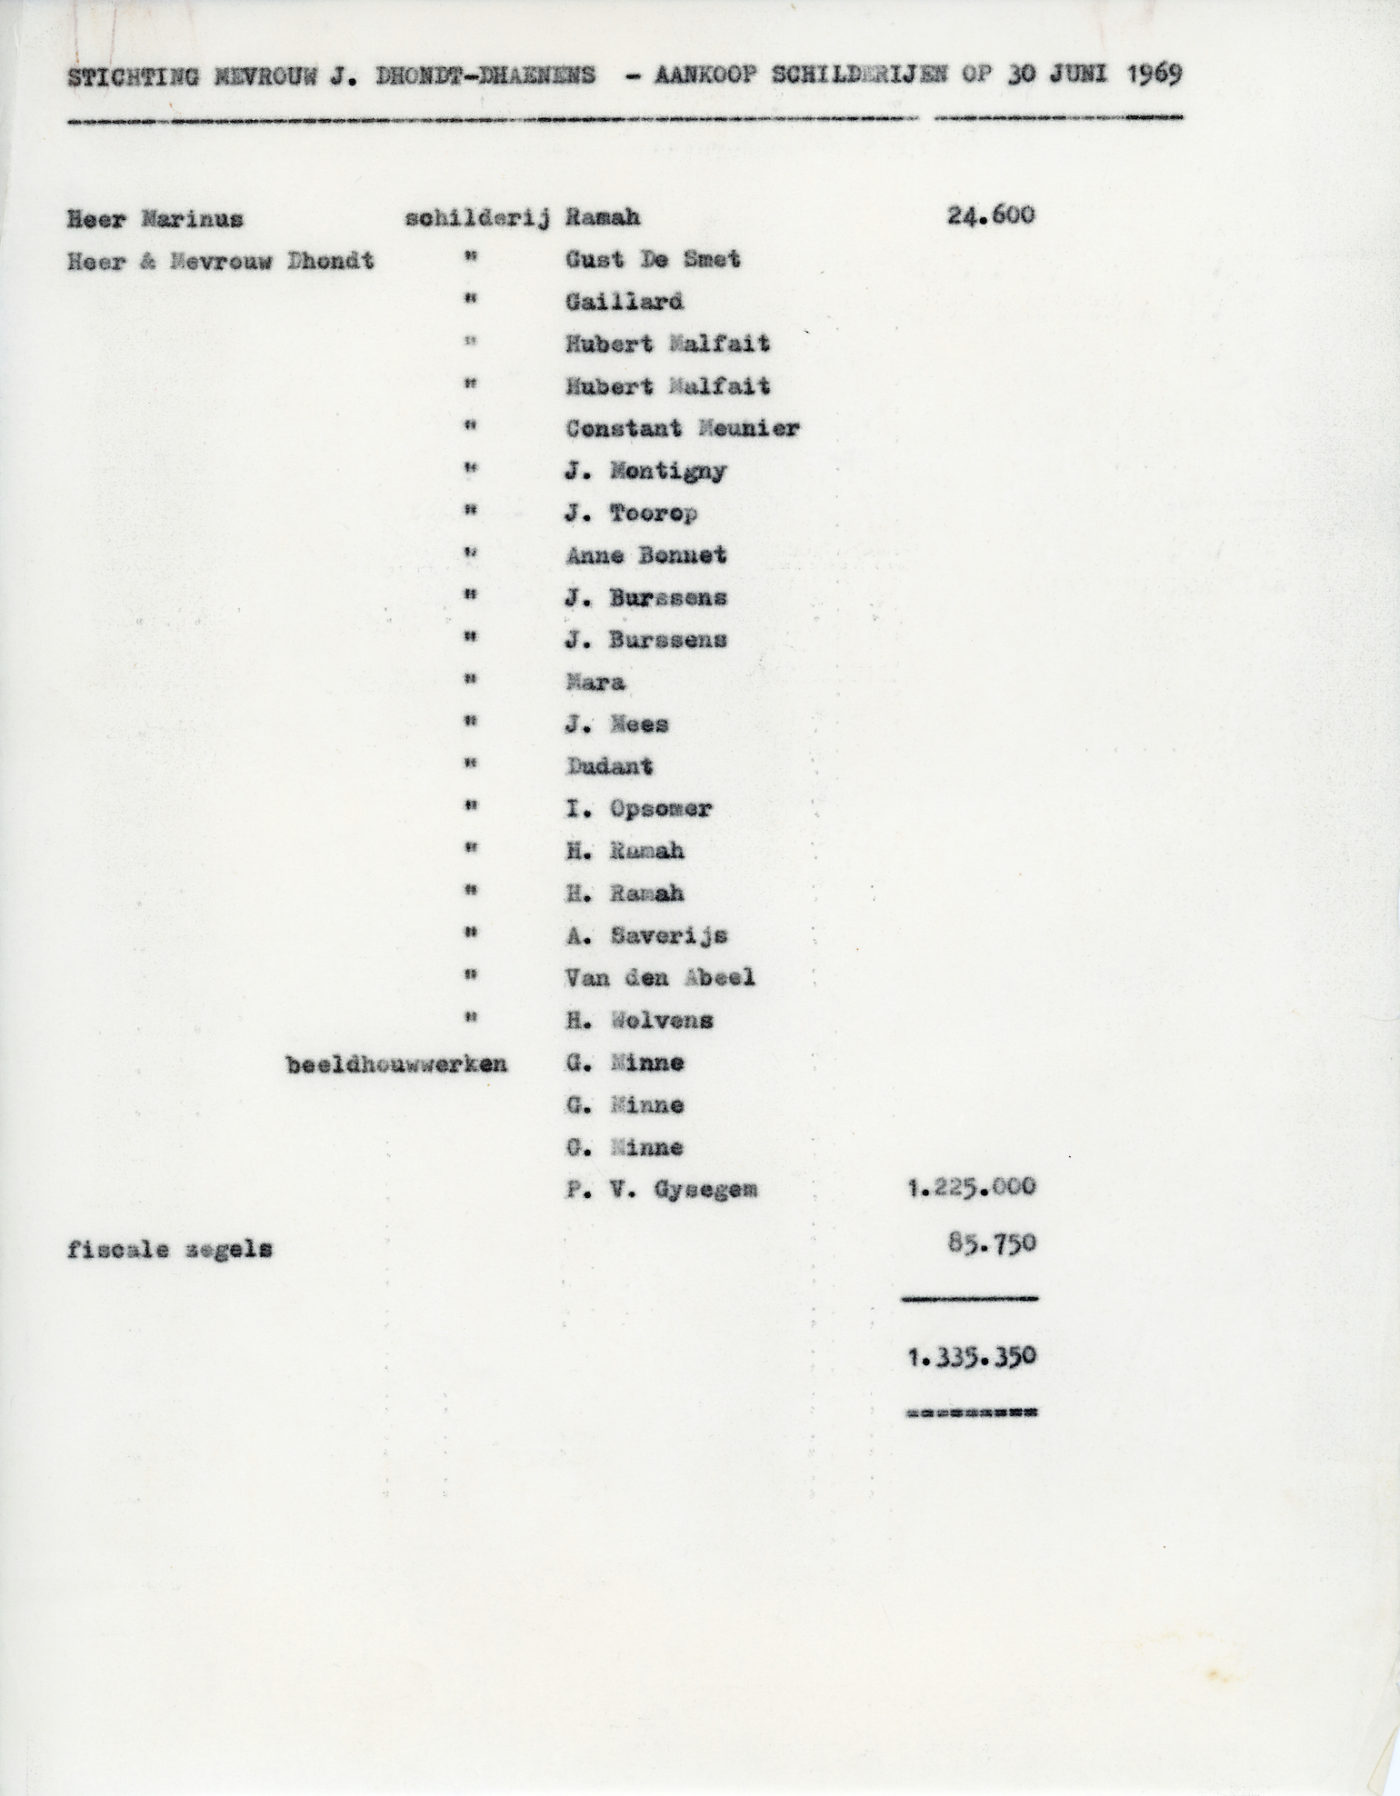 STICHTING MEVROUW J. DHONDT-DHAENENS - AANKOOP SCHILDERIJEN OP 30 JUNI 1969
Heer Marinus schilderij Ramah 24.600
Heer & Mevrouw Dhondt " Gust De Smet
" Gaillard
" Hubert Malfait
" Hubert Malfait
" Constant Meunier
" J. Montigny
" J. Toorop
" Anne Bonnet
" J. Burssens
" J. Burssens
" Mara
" J. Mees
" Dudant
" I. Opsomer
" H. Ramah
" H. Ramah
" A. Saverijs
" Van den Abeel
" H. Wolvens
beeldhouwwerken G. Minne
G. Minne
G. Minne
P. V. Gysegem 1.225.000
fiscale zegels 85.750
1.335.350